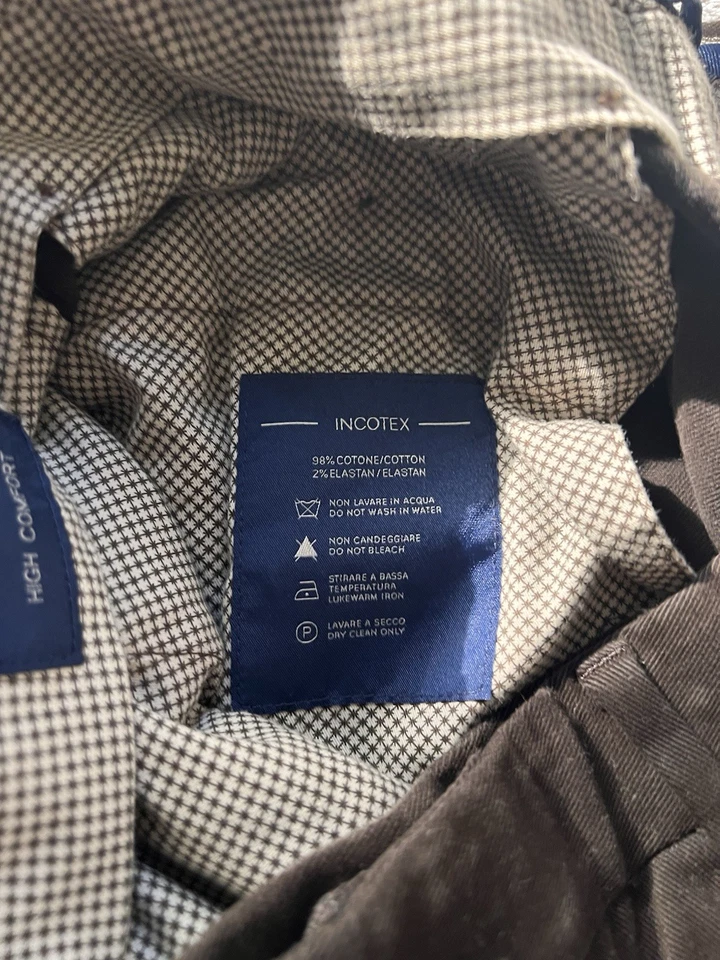 INCOTEX
98% COTONE/COTTON
2% ELASTAN/ELASTAN
NON LAVARE IN ACQUA
DO NOT WASH IN WATER
NON CANDEGGIARE
DO NOT BLEACH
STIRARE A BASSA
TEMPERATURA
LUKEWARM IRON
P
LAVARE A SECCO
DRY CLEAN ONLY
HIGH COMFORT